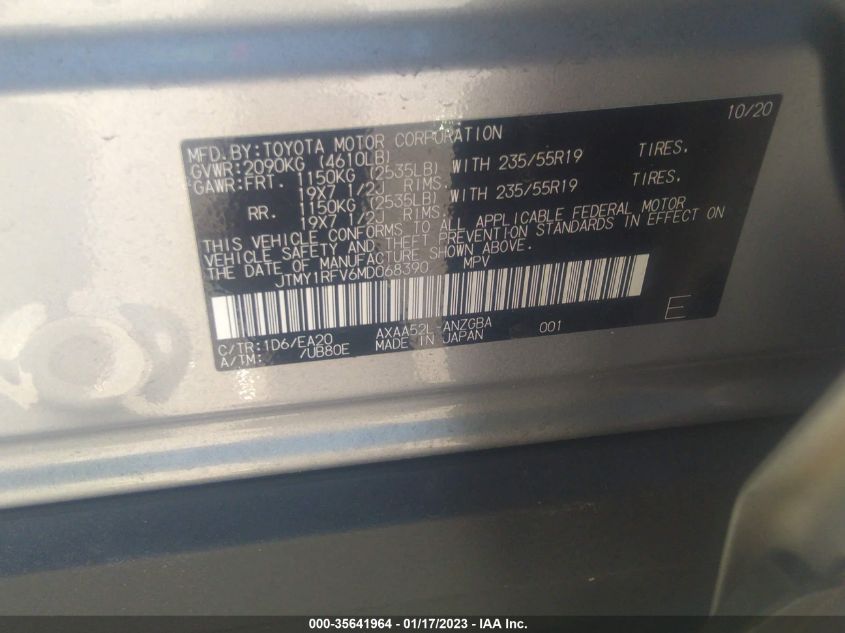 10/20
MFD.BY:TOYOTA MOTOR CORPORATION
GVWR:2090KG (4610LB)
GAWR:FRT. 1150KG (2535LB) WITH 235/55R19 TIRES.
19X7 1/2J RIMS.
RR. 1150KG (2535LB) WITH 235/55R19 TIRES.
19X7 1/2J RIMS.
THIS VEHICLE CONFORMS TO ALL APPLICABLE FEDERAL MOTOR
VEHICLE SAFETY AND THEFT PREVENTION STANDARDS IN EFFECT ON
THE DATE OF MANUFACTURE SHOWN ABOVE.
JTMY1RFV6MD068390 MPV
C/TR:1D6/EA20 AXAA52L-ANZGBA 001 E
A/TM: /UB80E MADE IN JAPAN
000-35641964 - 01/17/2023 - IAA Inc.